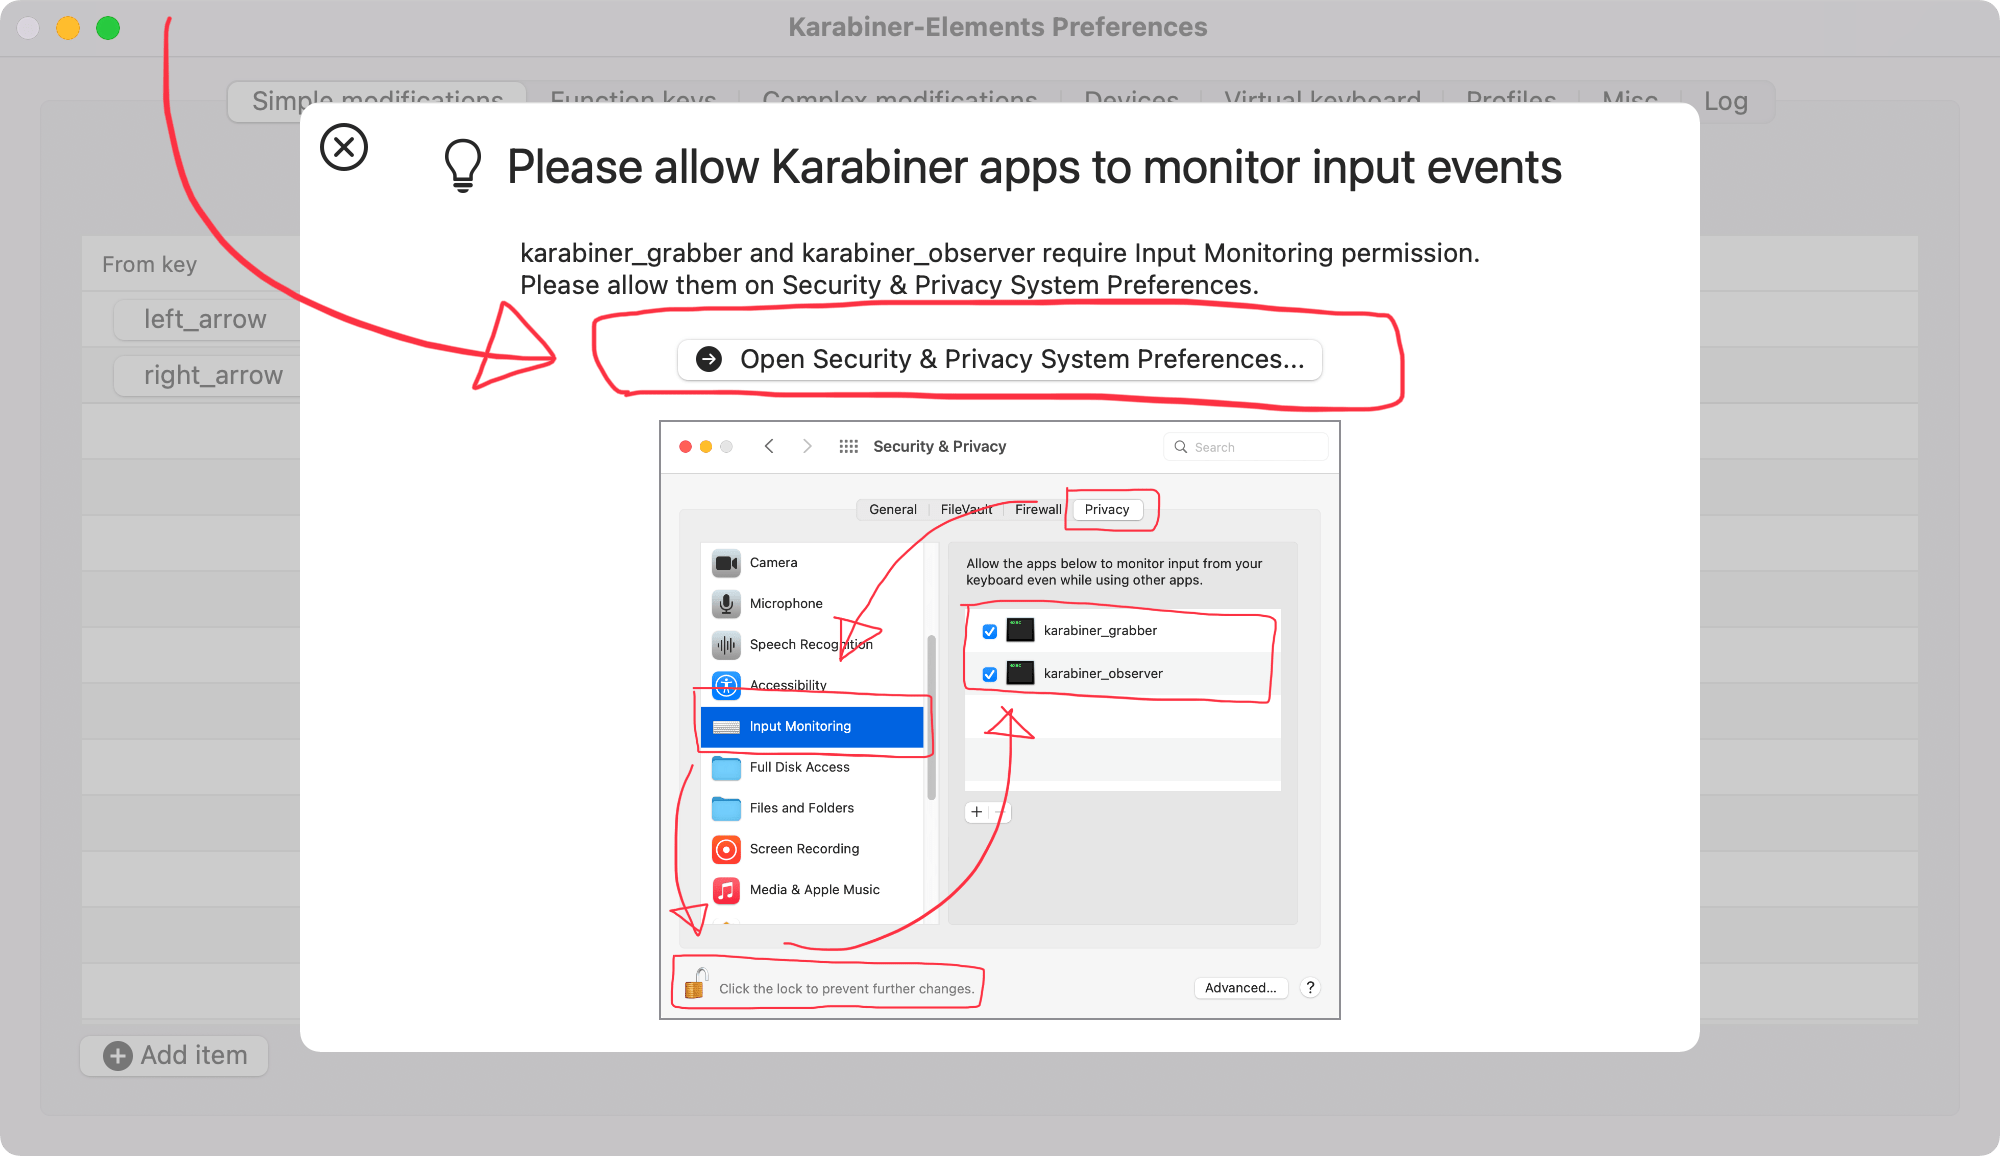 Karabiner-Elements Preferences
Simple modifications
Function keys
Complex modifications
Devices
Virtual keyboard
Profiles
Misc
Log
Please allow Karabiner apps to monitor input events
karabiner_grabber and karabiner_observer require Input Monitoring permission.
Please allow them on Security & Privacy System Preferences.
From key
left_arrow
right_arrow
Open Security & Privacy System Preferences...
Security & Privacy
Search
General
FileVault
Firewall
Privacy
Camera
Microphone
Speech Recognition
Accessibility
Input Monitoring
Full Disk Access
Files and Folders
Screen Recording
Media & Apple Music
Allow the apps below to monitor input from your
keyboard even while using other apps.
karabiner_grabber
karabiner_observer
+ −
Click the lock to prevent further changes.
Advanced...
?
Add item